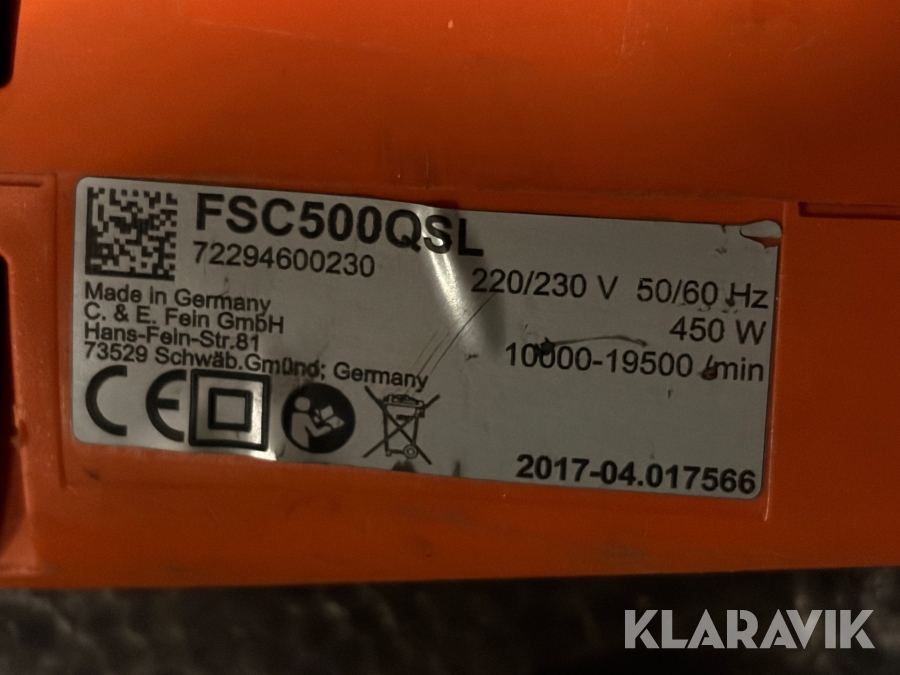 FSC500QSL
72294600230
220/230 V 50/60 Hz
450 W
10000-19500 /min
Made in Germany
C. & E. Fein GmbH
Hans-Fein-Str.81
73529 Schwäb.Gmünd; Germany
CE
2017-04.017566
KLARAVIK